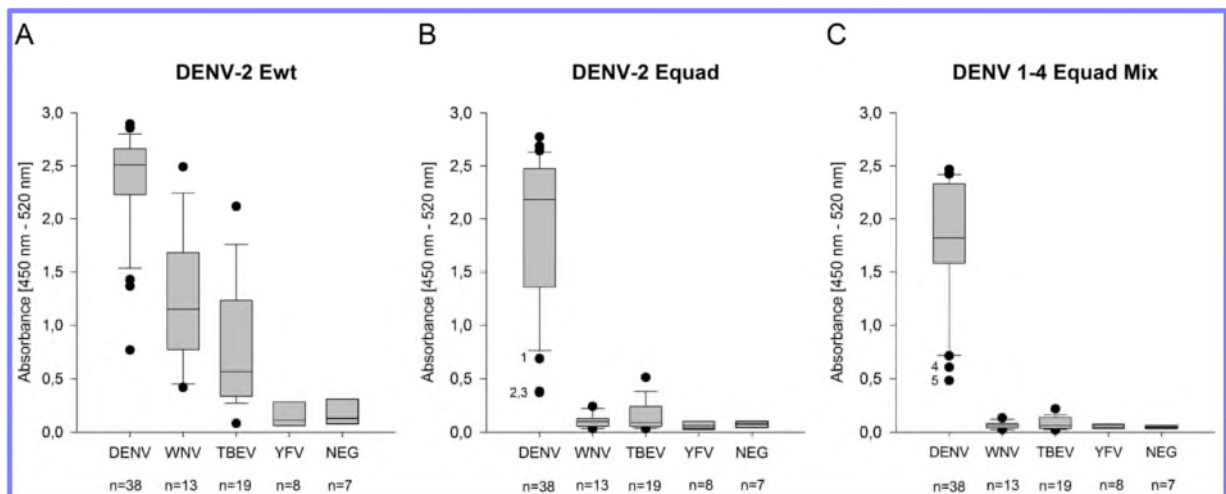 A
DENV-2 Ewt
Absorbance [450 nm - 520 nm]
3,0
2,5
2,0
1,5
1,0
0,5
0,0
DENV WNV TBEV YFV NEG
n=38 n=13 n=19 n=8 n=7
B
DENV-2 Equad
Absorbance [450 nm - 520 nm]
3,0
2,5
2,0
1,5
1,0
0,5
0,0
1
2,3
DENV WNV TBEV YFV NEG
n=38 n=13 n=19 n=8 n=7
C
DENV 1-4 Equad Mix
Absorbance [450 nm - 520 nm]
3,0
2,5
2,0
1,5
1,0
0,5
0,0
4
5
DENV WNV TBEV YFV NEG
n=38 n=13 n=19 n=8 n=7